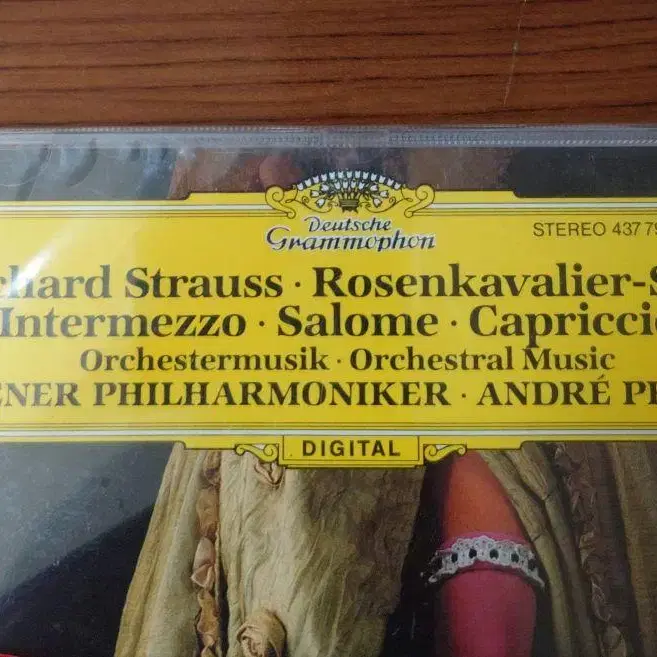 Deutsche
Grammophon
STEREO 437 79
chard Strauss · Rosenkavalier-S
Intermezzo · Salome · Capricci
Orchestermusik · Orchestral Music
ENER PHILHARMONIKER · ANDRÉ P
DIGITAL